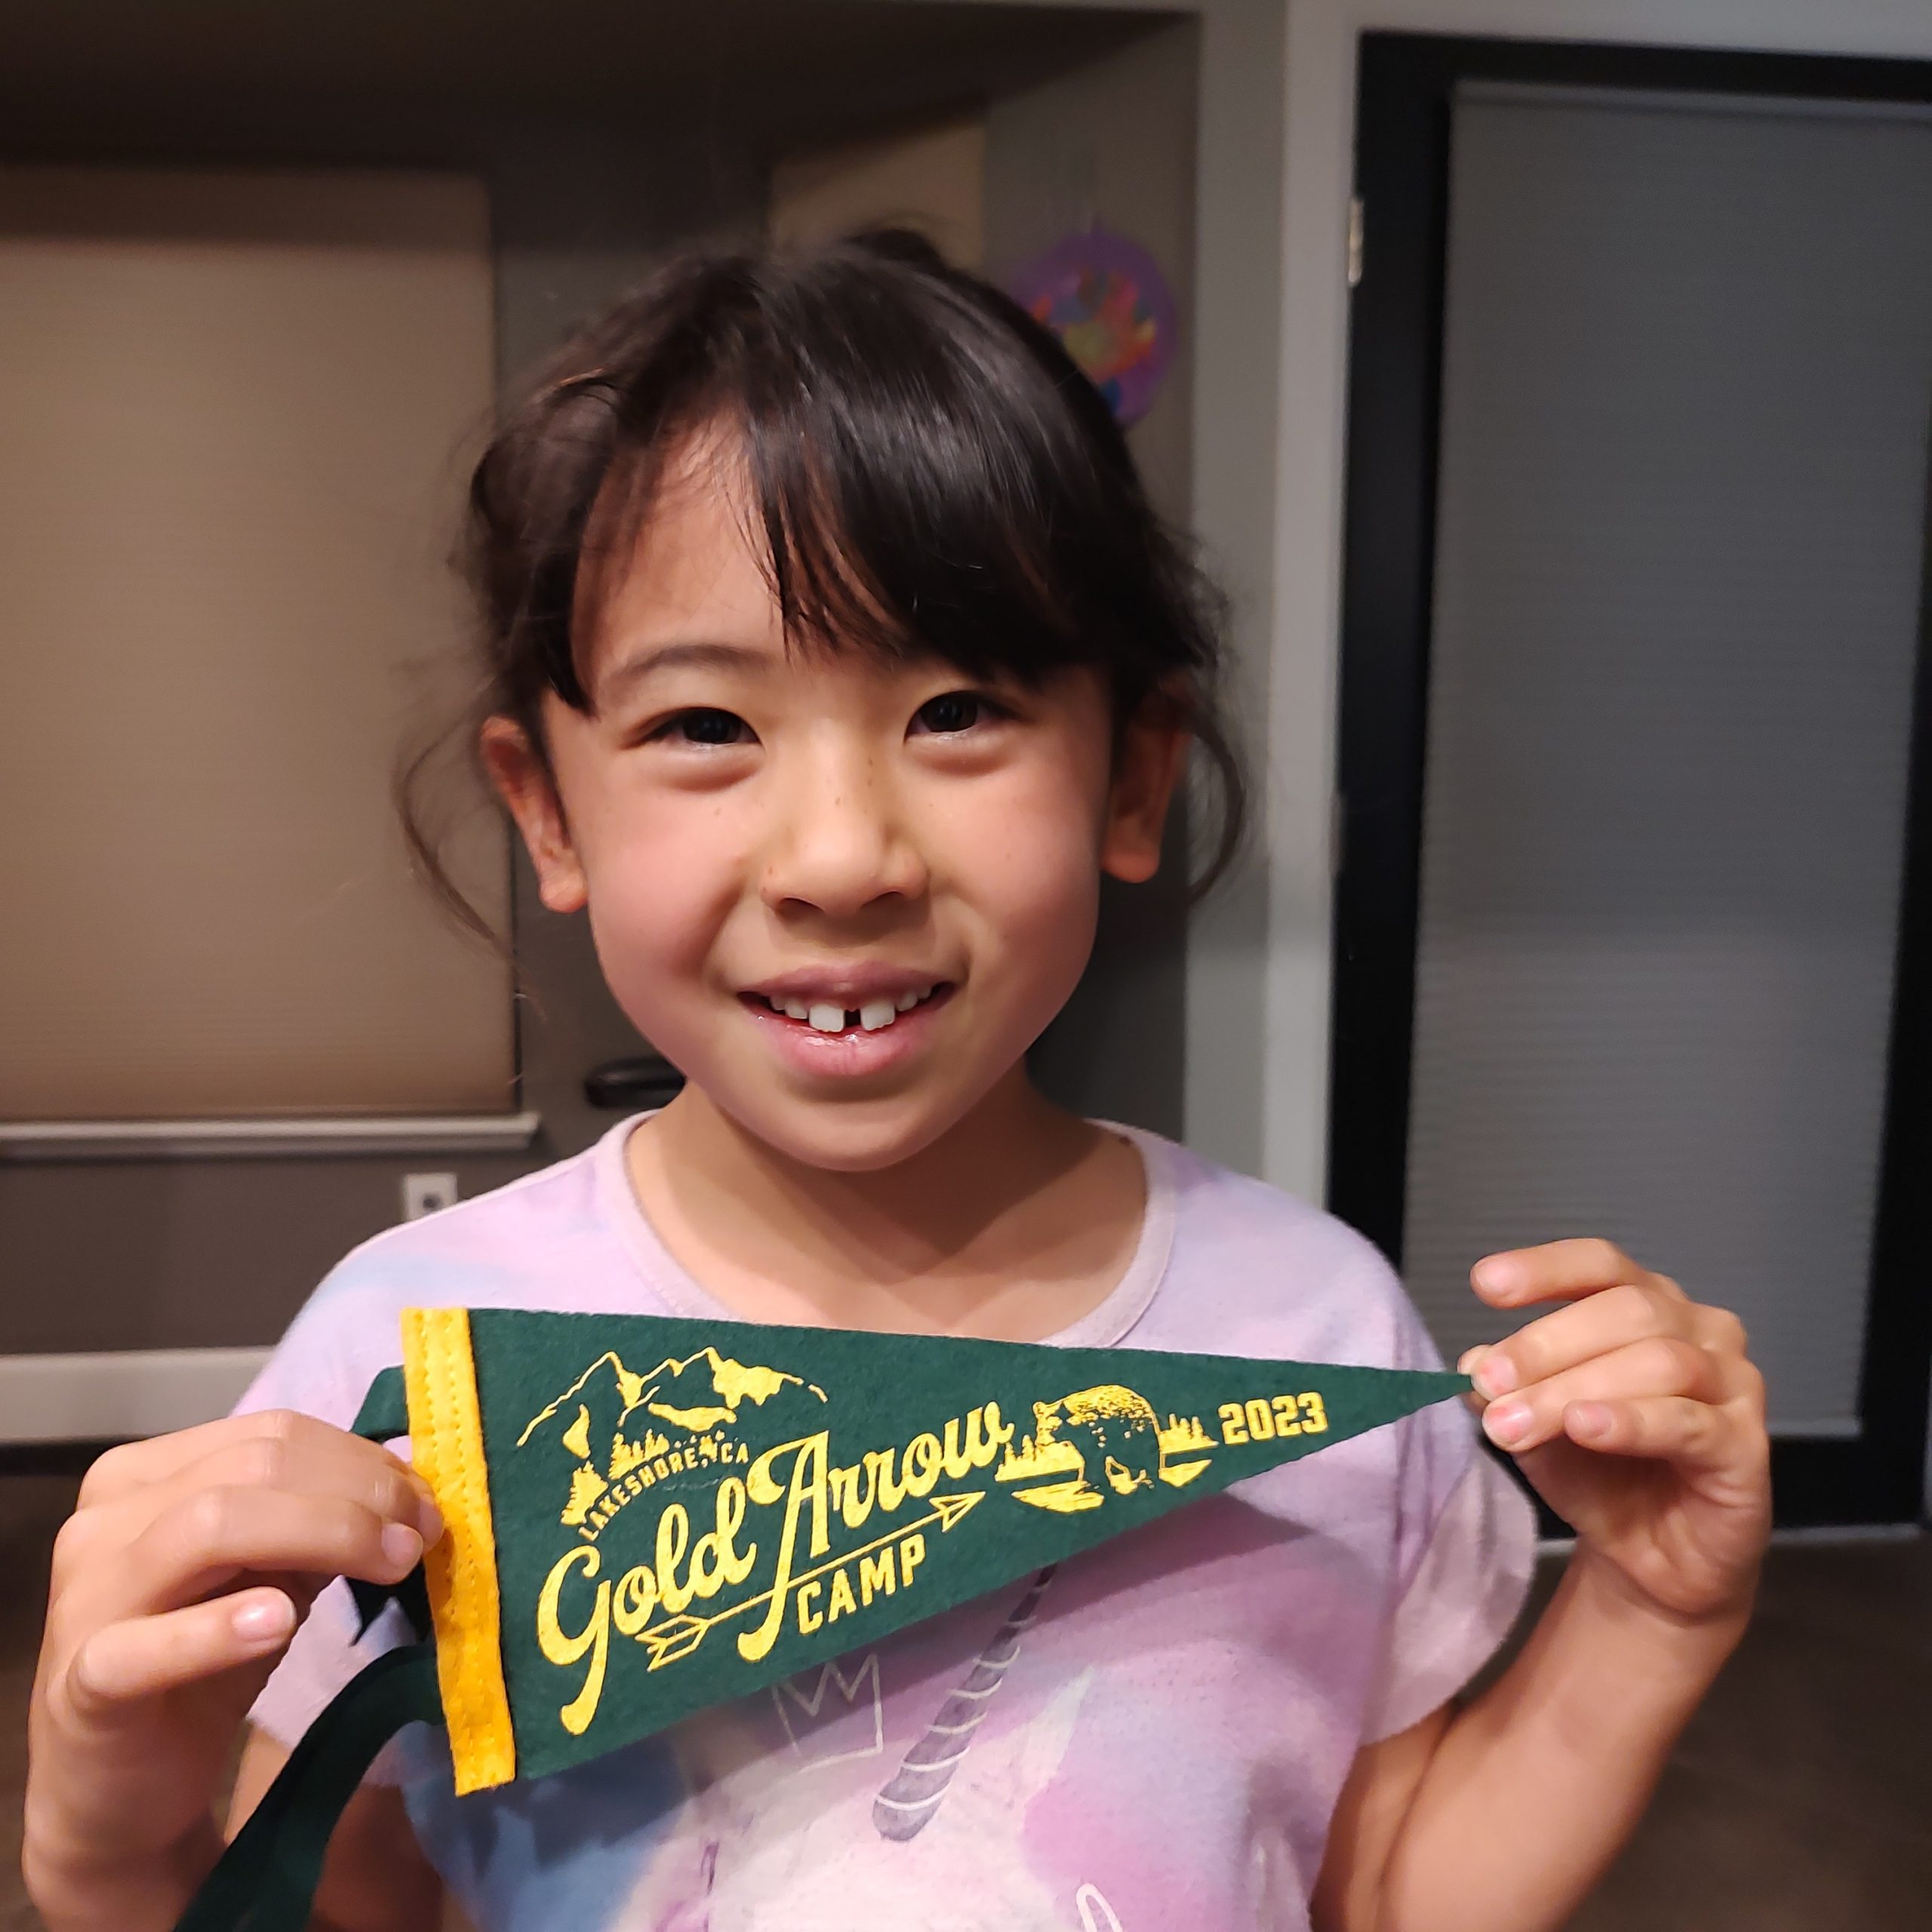 LAKESHORE, CA
Gold Arrow
CAMP
2023